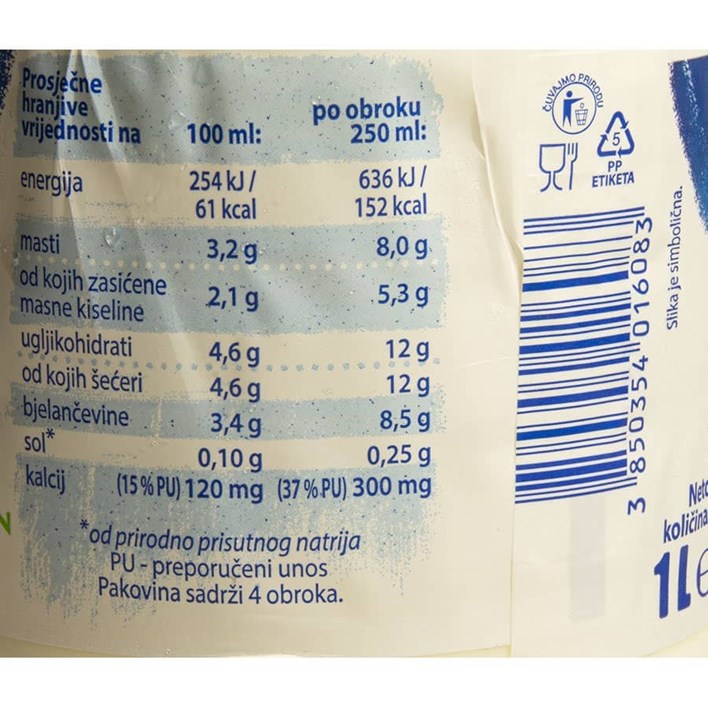 Prosječne
hranjive
vrijednosti na 100 ml: po obroku 250 ml:
energija 254 kJ / 61 kcal 636 kJ / 152 kcal
masti 3,2 g 8,0 g
od kojih zasićene
masne kiseline 2,1 g 5,3 g
ugljikohidrati 4,6 g 12 g
od kojih šećeri 4,6 g 12 g
bjelančevine 3,4 g 8,5 g
sol* 0,10 g 0,25 g
kalcij (15 % PU) 120 mg (37 % PU) 300 mg
*od prirodno prisutnog natrija
PU - preporučeni unos
Pakovina sadrži 4 obroka.
ČUVAJMO PRIRODU
5
PP
ETIKETA
3 850354 016083
Slika je simbolična.
Neto
količina
1L e